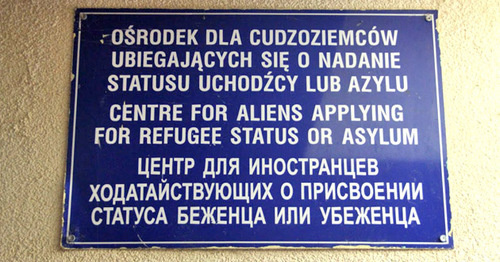 OŚRODEK DLA CUDZOZIEMCÓW
UBIEGAJĄCYCH SIĘ O NADANIE
STATUSU UCHODŹCY LUB AZYLU
CENTRE FOR ALIENS APPLYING
FOR REFUGEE STATUS OR ASYLUM
ЦЕНТР ДЛЯ ИНОСТРАНЦЕВ
ХОДАТАЙСТВУЮЩИХ О ПРИСВОЕНИИ
СТАТУСА БЕЖЕНЦА ИЛИ УБЕЖЕНЦА